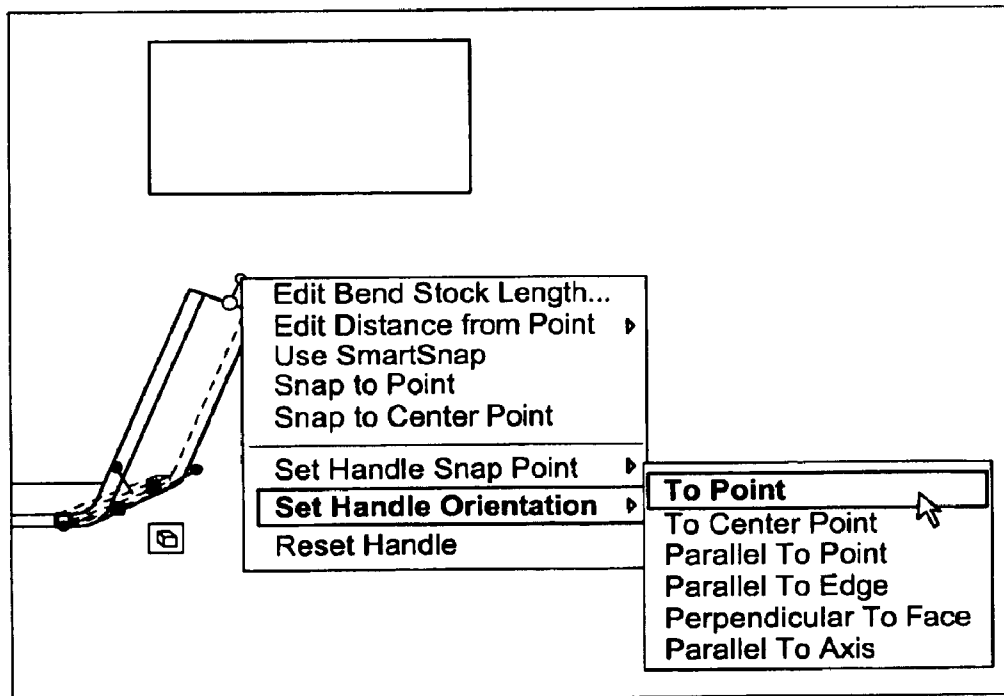 Edit Bend Stock Length...
Edit Distance from Point
Use SmartSnap
Snap to Point
Snap to Center Point
Set Handle Snap Point
Set Handle Orientation
Reset Handle
To Point
To Center Point
Parallel To Point
Parallel To Edge
Perpendicular To Face
Parallel To Axis